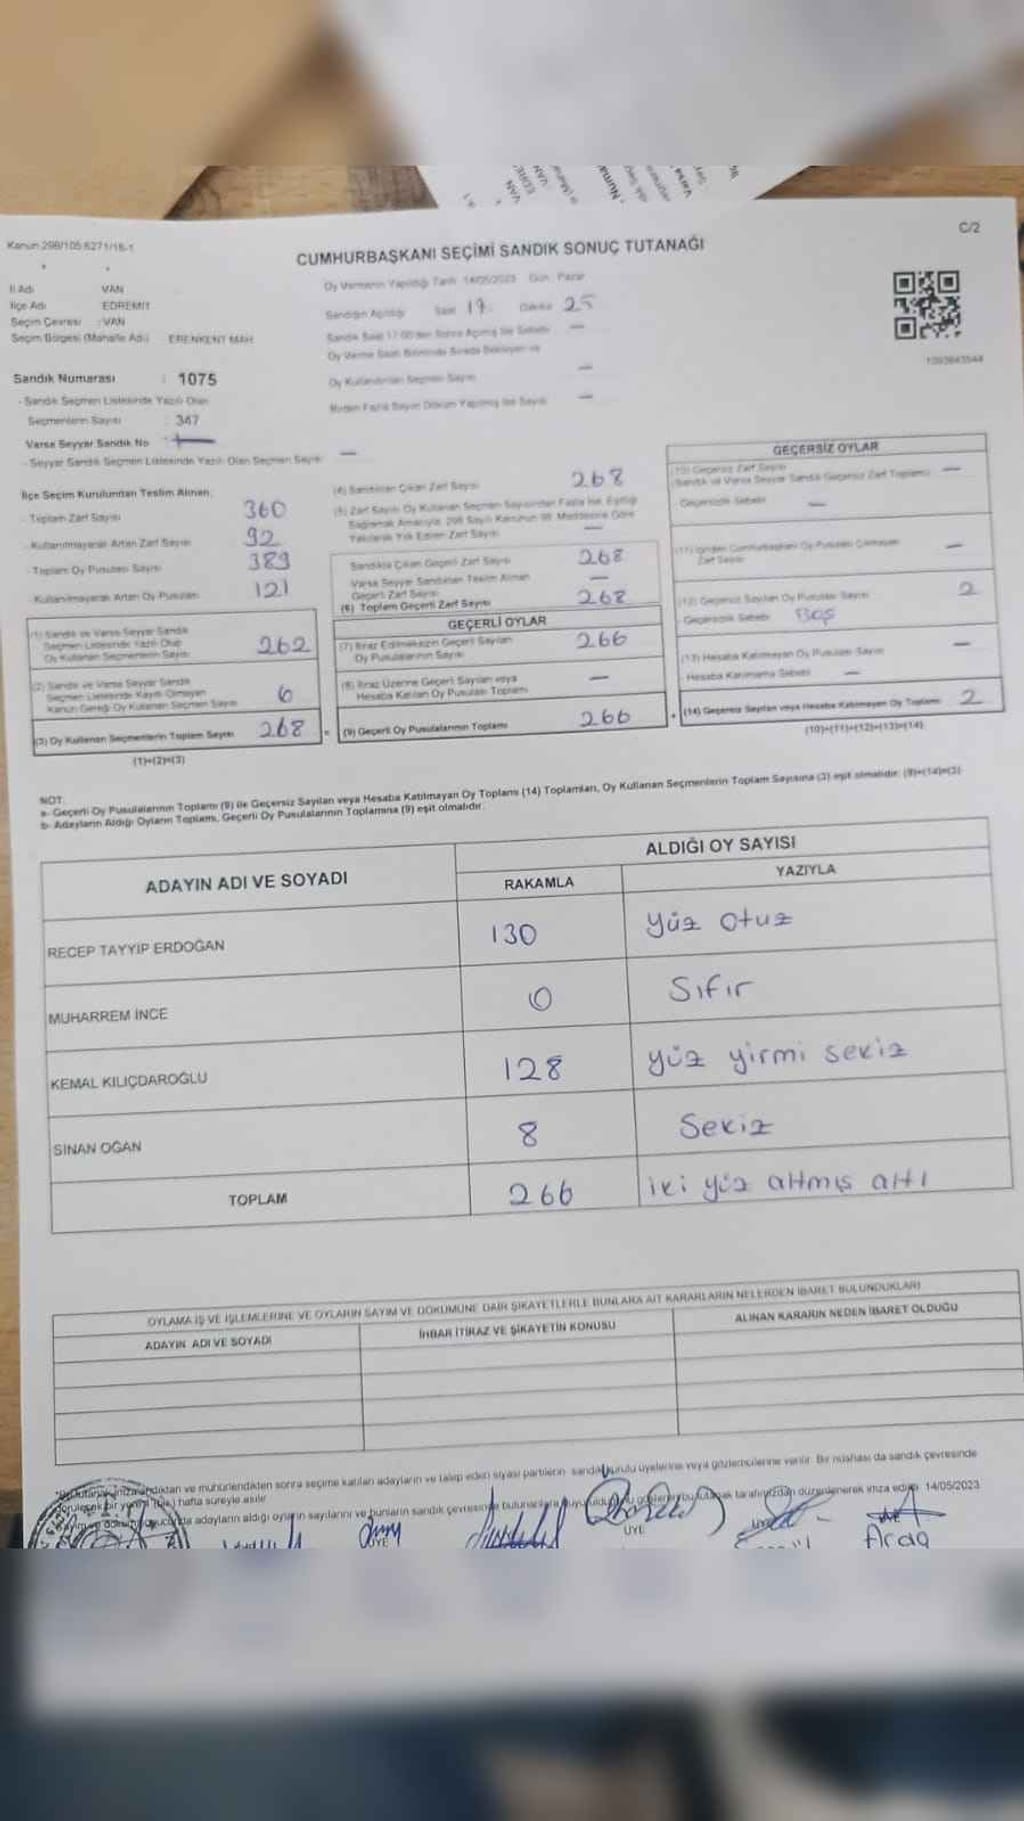 Kanun 298/105 6271/16-1
C/2
CUMHURBAŞKANI SEÇİMİ SANDIK SONUÇ TUTANAĞI
İl Adı VAN
İlçe Adı EDREMİT
Seçim Çevresi : VAN
Seçim Bölgesi (Mahalle Adı) ERENKENT MAH
Sandık Numarası : 1075
- Sandık Seçmen Listesinde Yazılı Olan
Seçmenlerin Sayısı : 347
Varsa Seyyar Sandık No : —
- Seyyar Sandık Seçmen Listesinde Yazılı Olan Seçmen Sayısı —
Oy Vermenin Yapıldığı Tarih 14/05/2023 Gün: Pazar
Sandığın Açıldığı Saat 17 Dakika 25
Sandık Saat 17:00'den Sonra Açılmış İse Sebebi —
Oy Verme Saati Bitiminde Sırada Bekleyen ve
Oy Kullandırılan Seçmen Sayısı —
Birden Fazla Sayım Döküm Yapılmış İse Sayısı —
1093643544
İlçe Seçim Kurulundan Teslim Alınan;
- Toplam Zarf Sayısı 360
- Kullanılmayarak Artan Zarf Sayısı 92
- Toplam Oy Pusulası Sayısı 389
- Kullanılmayarak Artan Oy Pusulası 121
(1) Sandık ve Varsa Seyyar Sandık
Seçmen Listesinde Yazılı Olup
Oy Kullanan Seçmenlerin Sayısı 262
(2) Sandık ve Varsa Seyyar Sandık
Seçmen Listesinde Kayıtlı Olmayan
Kanun Gereği Oy Kullanan Seçmenlerin Sayısı 6
(3) Oy Kullanan Seçmenlerin Toplam Sayısı 268
(1)+(2)=(3)
(4) Sandıktan Çıkan Zarf Sayısı 268
(5) Zarf Sayısı Oy Kullanan Seçmen Sayısından Fazla İse, Eşitliği
Sağlamak Amacıyla, 298 Sayılı Kanunun 98. Maddesine Göre
Yakılarak Yok Edilen Zarf Sayısı —
Sandıkta Çıkan Geçerli Zarf Sayısı 268
Varsa Seyyar Sandıktan Teslim Alınan
Geçerli Zarf Sayısı —
(6) Toplam Geçerli Zarf Sayısı 268
GEÇERLİ OYLAR
(7) İtiraz Edilmeksizin Geçerli Sayılan
Oy Pusulalarının Sayısı 266
(8) İtiraz Üzerine Geçerli Sayılan veya
Hesaba Katılan Oy Pusulası Toplamı —
(9) Geçerli Oy Pusulalarının Toplamı 266
GEÇERSİZ OYLAR
(10) Geçersiz Zarf Sayısı
(Sandık ve Varsa Seyyar Sandık Geçersiz Zarf Toplamı) —
Geçersizlik Sebebi —
(11) İçinden Cumhurbaşkanı Oy Pusulası Çıkmayan
Zarf Sayısı —
(12) Geçersiz Sayılan Oy Pusulası Sayısı 2
Geçersizlik Sebebi Boş
(13) Hesaba Katılmayan Oy Pusulası Sayısı —
Hesaba Katılmama Sebebi —
(14) Geçersiz Sayılan veya Hesaba Katılmayan Oy Toplamı 2
(10)+(11)+(12)+(13)=(14)
NOT:
a- Geçerli Oy Pusulalarının Toplamı (9) ile Geçersiz Sayılan veya Hesaba Katılmayan Oy Toplamı (14) Toplamları, Oy Kullanan Seçmenlerin Toplam Sayısına (3) eşit olmalıdır. (9)+(14)=(3)
b- Adayların Aldığı Oyların Toplamı, Geçerli Oy Pusulalarının Toplamına (9) eşit olmalıdır.
ADAYIN ADI VE SOYADI
ALDIĞI OY SAYISI
RAKAMLA YAZIYLA
RECEP TAYYİP ERDOĞAN 130 yüz otuz
MUHARREM İNCE 0 Sıfır
KEMAL KILIÇDAROĞLU 128 yüz yirmi sekiz
SİNAN OĞAN 8 Sekiz
TOPLAM 266 iki yüz altmış altı
OYLAMA İŞ VE İŞLEMLERİNE VE OYLARIN SAYIM VE DÖKÜMÜNE DAİR ŞİKAYETLERLE BUNLARA AİT KARARLARIN NELERDEN İBARET BULUNDUKLARI
ADAYIN ADI VE SOYADI
İHBAR İTİRAZ VE ŞİKAYETİN KONUSU
ALINAN KARARIN NEDEN İBARET OLDUĞU
ve mühürlendikten sonra seçime katılan adayların ve talep eden siyasi partilerin sandık kurulu üyelerine veya gözlemcilerine verilir. Bir nüshası da sandık çevresinde
bir hafta süreyle asılır.
adayların aldığı oyların sayılarını ve bunların sandık çevresinde tarafımızdan düzenlenerek imza edildi. 14/05/2023
ÜYE ÜYE